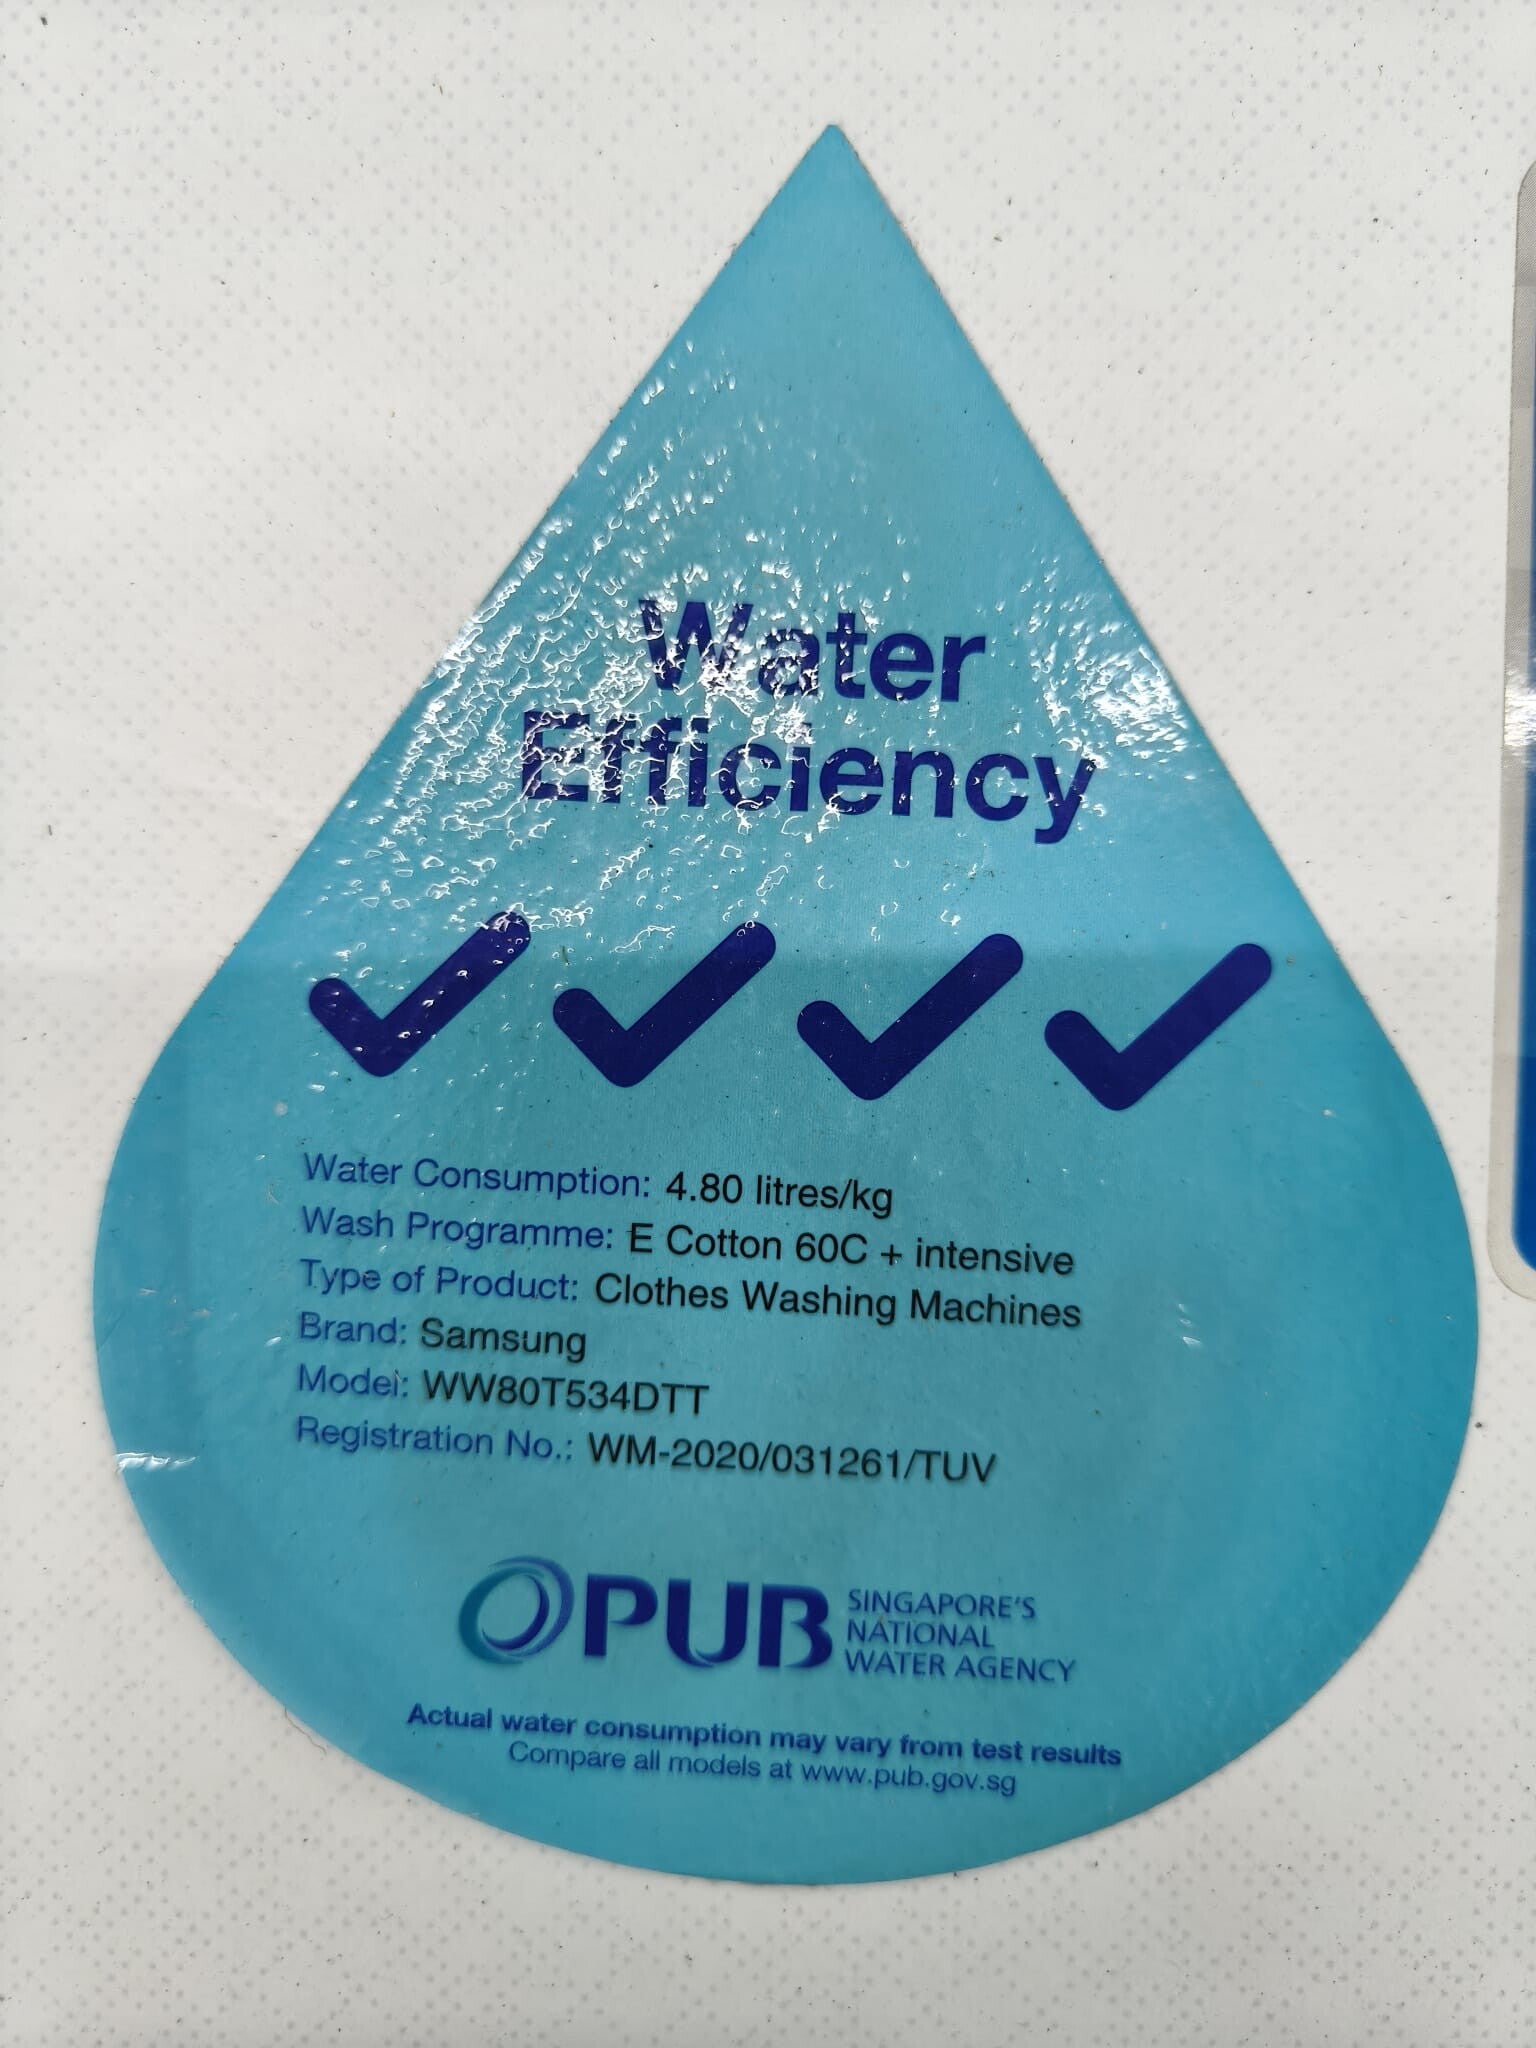 Water
Efficiency
Water Consumption: 4.80 litres/kg
Wash Programme: E Cotton 60C + intensive
Type of Product: Clothes Washing Machines
Brand: Samsung
Model: WW80T534DTT
Registration No.: WM-2020/031261/TUV
PUB SINGAPORE'S
NATIONAL
WATER AGENCY
Actual water consumption may vary from test results
Compare all models at www.pub.gov.sg